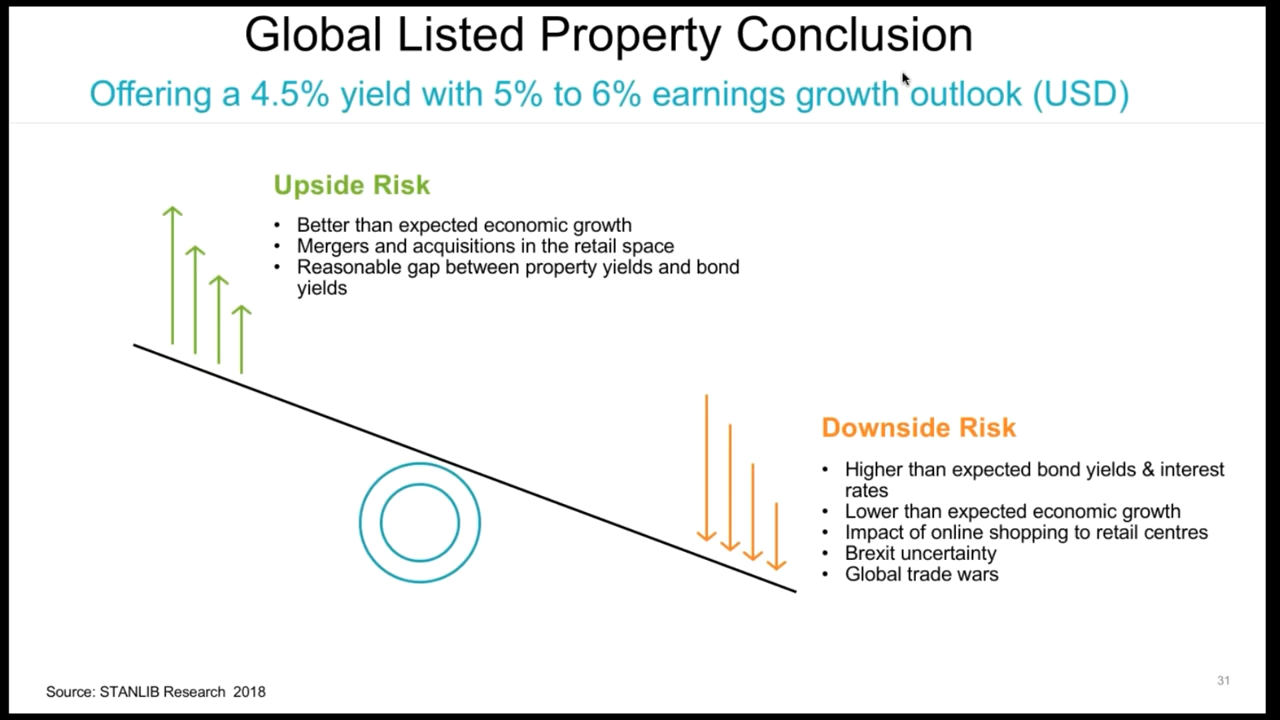 Global Listed Property Conclusion
Offering a 4.5% yield with 5% to 6% earnings growth outlook (USD)
Upside Risk
• Better than expected economic growth
• Mergers and acquisitions in the retail space
• Reasonable gap between property yields and bond
yields
Downside Risk
• Higher than expected bond yields & interest
rates
• Lower than expected economic growth
• Impact of online shopping to retail centres
• Brexit uncertainty
• Global trade wars
31
Source: STANLIB Research 2018